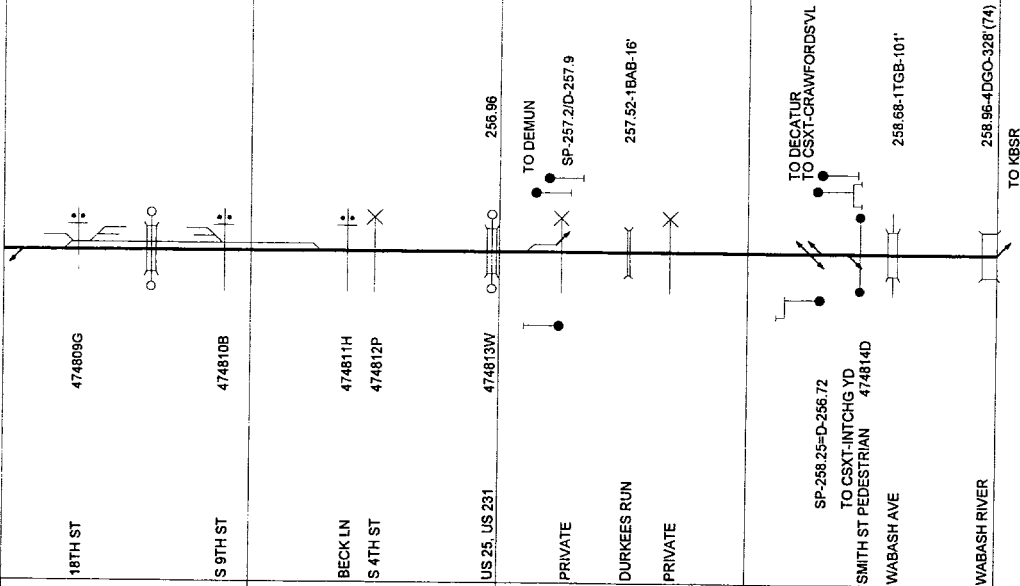 18TH ST 474809G
S 9TH ST 474810B
BECK LN 474811H
S 4TH ST 474812P
US 25, US 231 474813W 256.96
TO DEMUN
PRIVATE SP-257.2/D-257.9
DURKEES RUN 257.52-1BAB-16'
PRIVATE
TO DECATUR
TO CSXT-CRAWFORDSVL
SP-258.25=D-256.72
TO CSXT-INTCHG YD
SMITH ST PEDESTRIAN 474814D
WABASH AVE 258.68-1TGB-101'
WABASH RIVER 258.96-4DGO-328'(74)
TO KBSR